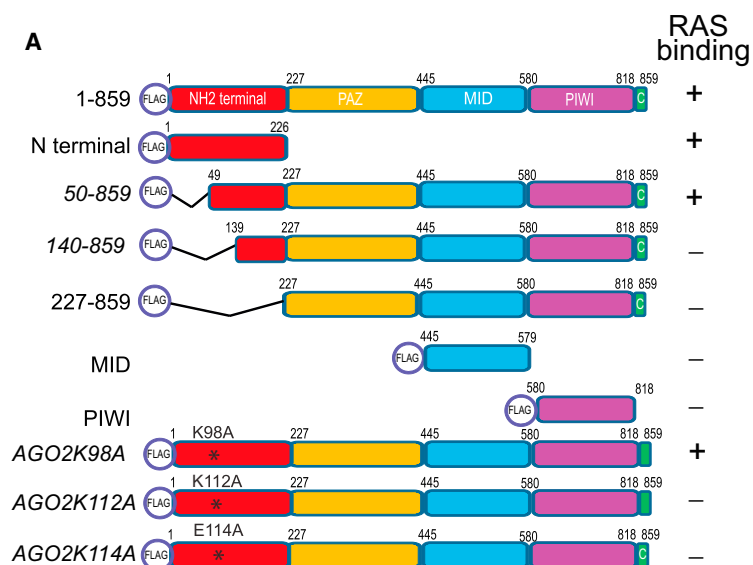 A
RAS
binding
1 227 445 580 818 859
1-859 FLAG NH2 terminal PAZ MID PIWI C +
1 226
N terminal FLAG +
49 227 445 580 818 859
50-859 FLAG C +
139 227 445 580 818 859
140-859 FLAG C –
227 445 580 818 859
227-859 FLAG C –
445 579
MID FLAG –
580 818
PIWI FLAG –
1 K98A 227 445 580 818 859
AGO2K98A FLAG * +
1 K112A 227 445 580 818 859
AGO2K112A FLAG * –
1 E114A 227 445 580 818 859
AGO2K114A FLAG * C –